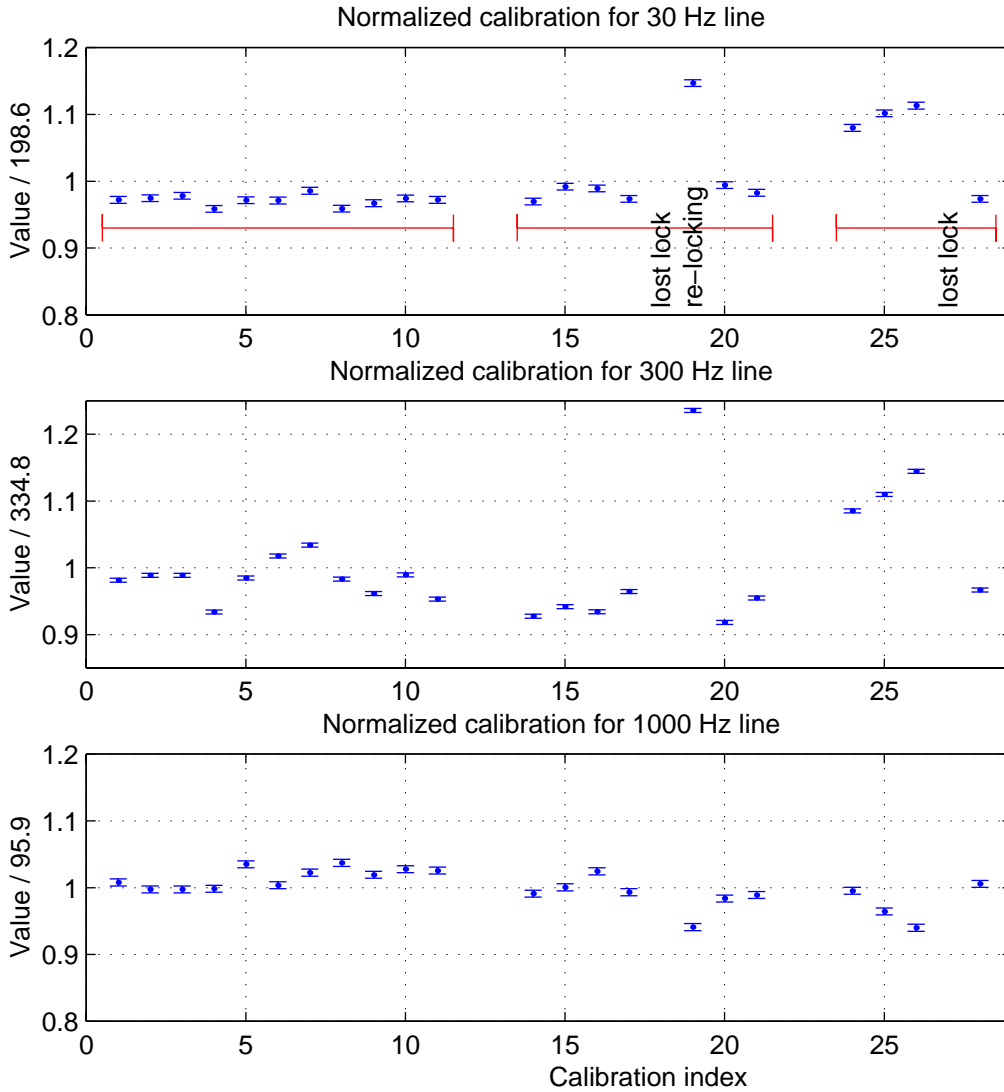 Normalized calibration for 30 Hz line
1.2
1.1
1
0.9
0.8
Value / 198.6
lost lock
re-locking
lost lock
0 5 10 15 20 25
Normalized calibration for 300 Hz line
1.2
1.1
1
0.9
Value / 334.8
0 5 10 15 20 25
Normalized calibration for 1000 Hz line
1.2
1.1
1
0.9
0.8
Value / 95.9
0 5 10 15 20 25
Calibration index